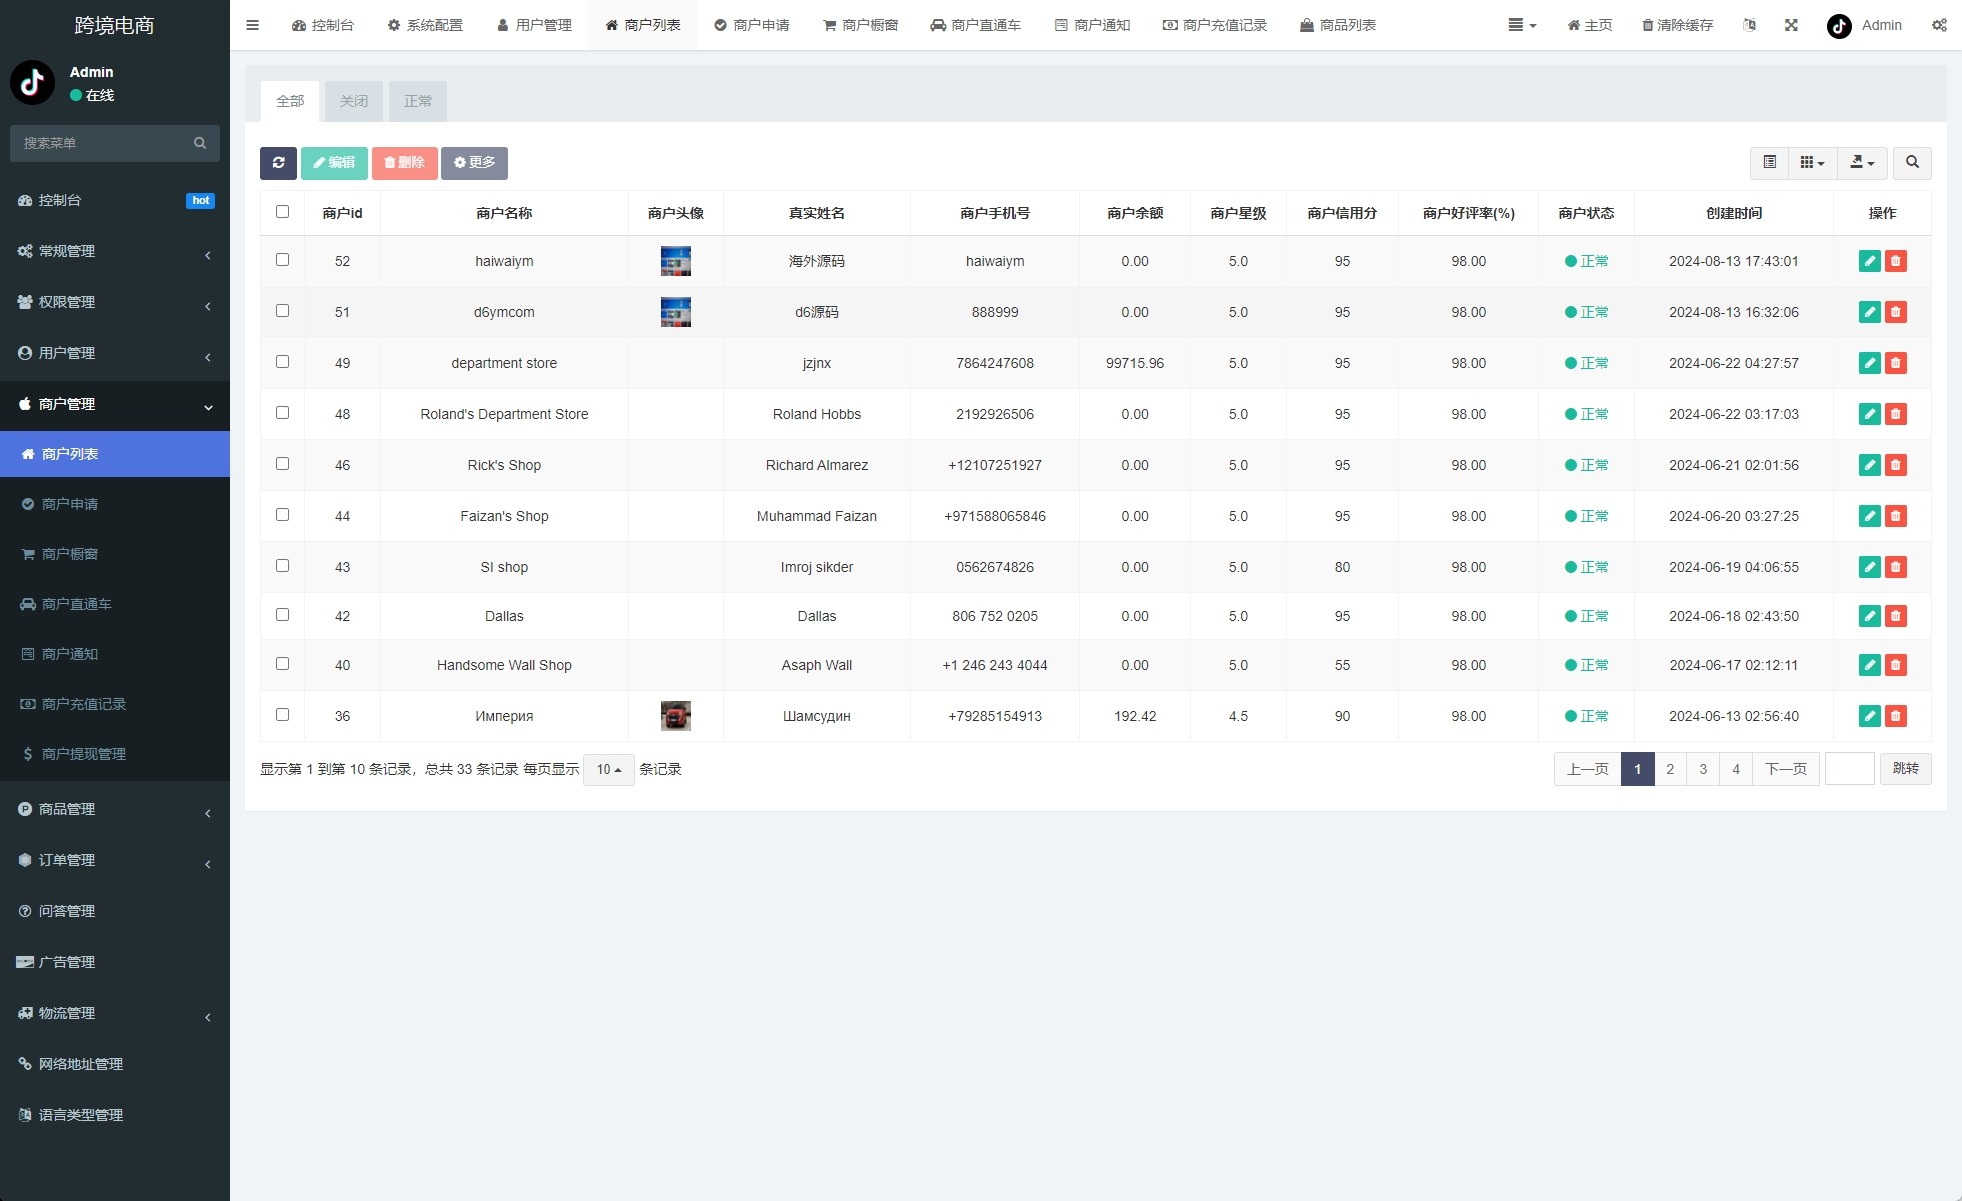 跨境电商
Admin
在线
搜索菜单
控制台 hot
常规管理
权限管理
用户管理
商户管理
商户列表
商户申请
商户橱窗
商户直通车
商户通知
商户充值记录
商户提现管理
商品管理
订单管理
问答管理
广告管理
物流管理
网络地址管理
语言类型管理
控制台 系统配置 用户管理 商户列表 商户申请 商户橱窗 商户直通车 商户通知 商户充值记录 商品列表 主页 清除缓存 Admin
全部 关闭 正常
编辑 删除 更多
商户id 商户名称 商户头像 真实姓名 商户手机号 商户余额 商户星级 商户信用分 商户好评率(%) 商户状态 创建时间 操作
52 haiwaiym 海外源码 haiwaiym 0.00 5.0 95 98.00 正常 2024-08-13 17:43:01
51 d6ymcom d6源码 888999 0.00 5.0 95 98.00 正常 2024-08-13 16:32:06
49 department store jzjnx 7864247608 99715.96 5.0 95 98.00 正常 2024-06-22 04:27:57
48 Roland's Department Store Roland Hobbs 2192926506 0.00 5.0 95 98.00 正常 2024-06-22 03:17:03
46 Rick's Shop Richard Almarez +12107251927 0.00 5.0 95 98.00 正常 2024-06-21 02:01:56
44 Faizan's Shop Muhammad Faizan +971588065846 0.00 5.0 95 98.00 正常 2024-06-20 03:27:25
43 SI shop Imroj sikder 0562674826 0.00 5.0 80 98.00 正常 2024-06-19 04:06:55
42 Dallas Dallas 806 752 0205 0.00 5.0 95 98.00 正常 2024-06-18 02:43:50
40 Handsome Wall Shop Asaph Wall +1 246 243 4044 0.00 5.0 55 98.00 正常 2024-06-17 02:12:11
36 Империя Шамсудин +79285154913 192.42 4.5 90 98.00 正常 2024-06-13 02:56:40
显示第 1 到第 10 条记录，总共 33 条记录 每页显示 10 条记录 上一页 1 2 3 4 下一页 跳转